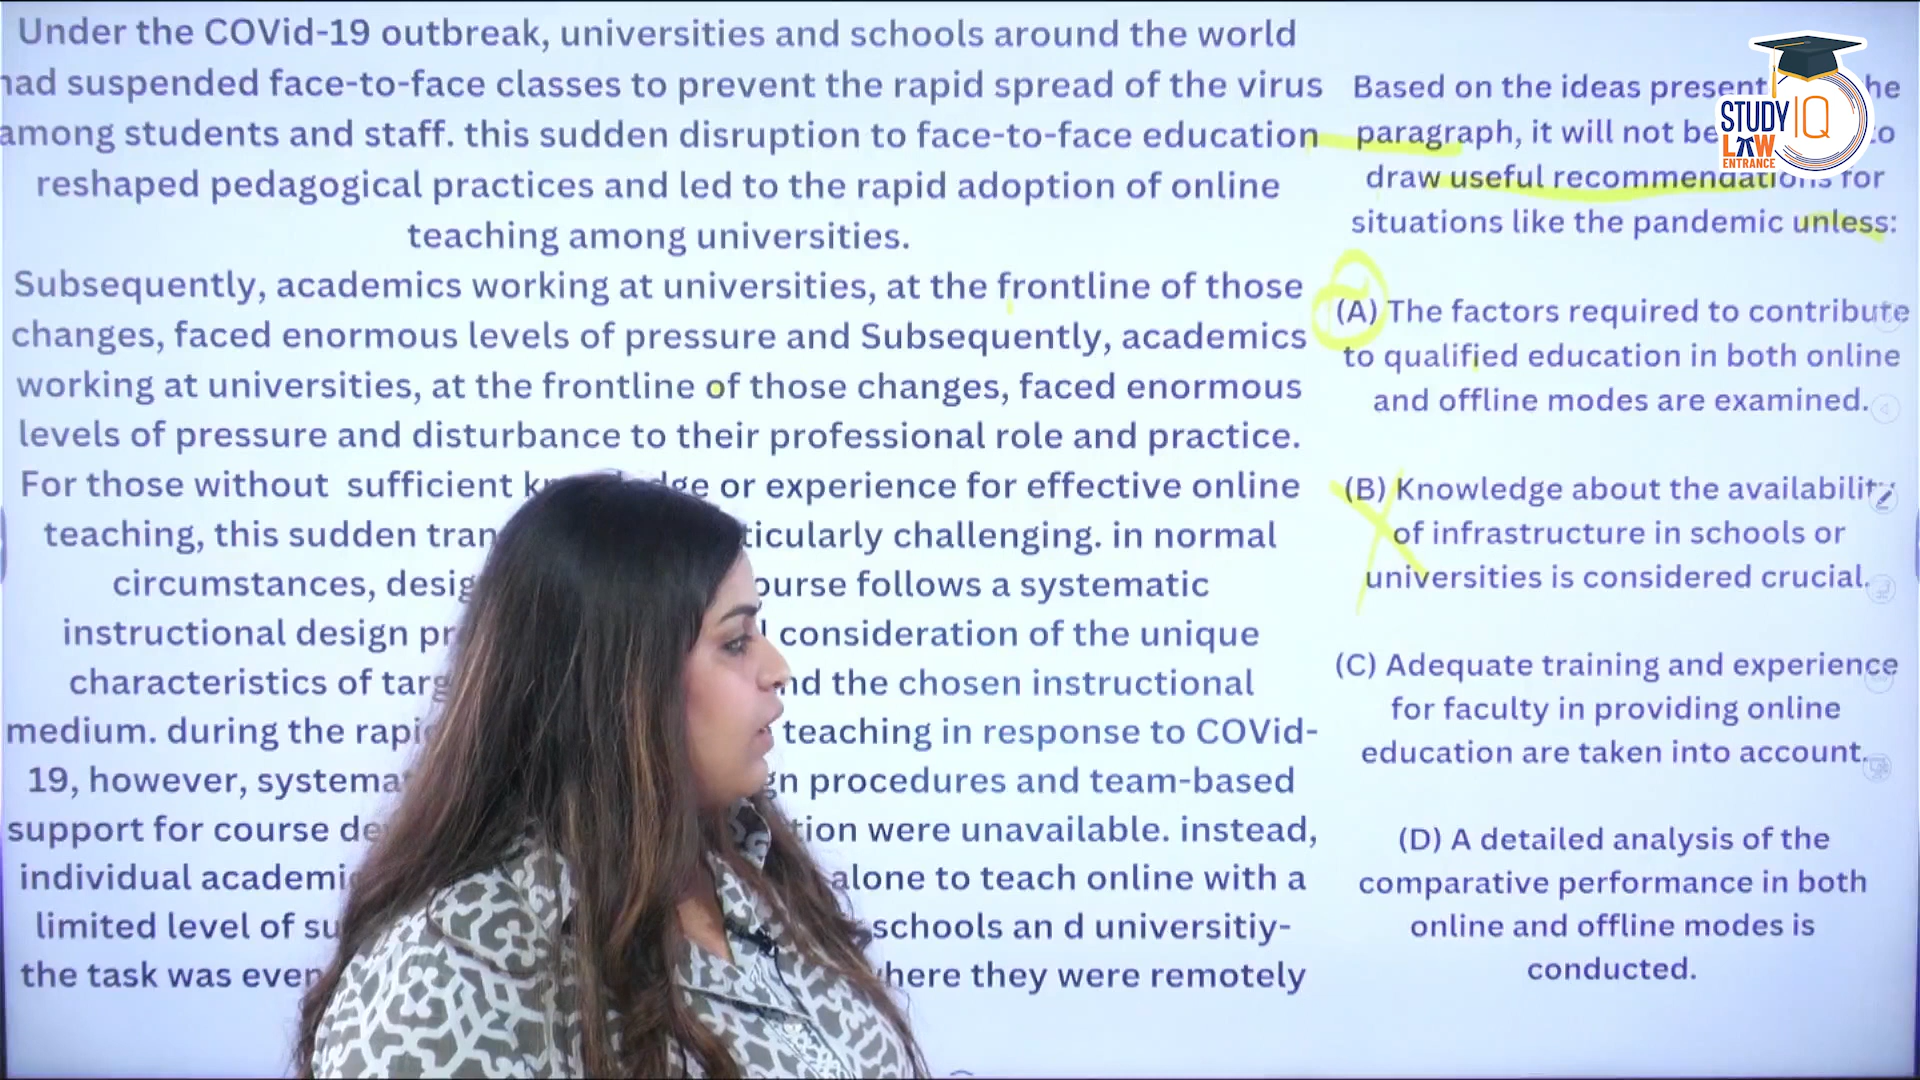 Under the COVid-19 outbreak, universities and schools around the world
had suspended face-to-face classes to prevent the rapid spread of the virus
among students and staff. this sudden disruption to face-to-face education
reshaped pedagogical practices and led to the rapid adoption of online
teaching among universities.
Subsequently, academics working at universities, at the frontline of those
changes, faced enormous levels of pressure and Subsequently, academics
working at universities, at the frontline of those changes, faced enormous
levels of pressure and disturbance to their professional role and practice.
For those without sufficient or experience for effective online
teaching, this sudden challenging. in normal
circumstances, follows a systematic
instructional design consideration of the unique
characteristics of the chosen instructional
medium. during the teaching in response to COVid-
19, however, procedures and team-based
support for course were unavailable. instead,
individual alone to teach online with a
limited level of schools an d universitiy-
the task was they were remotely
Based on the ideas
paragraph, it will not
draw useful recommendations for
situations like the pandemic unless:
(A) The factors required to contribute
to qualified education in both online
and offline modes are examined.
(B) Knowledge about the availability
of infrastructure in schools or
universities is considered crucial.
(C) Adequate training and experience
for faculty in providing online
education are taken into account.
(D) A detailed analysis of the
comparative performance in both
online and offline modes is
conducted.
STUDY IQ
LAW
ENTRANCE